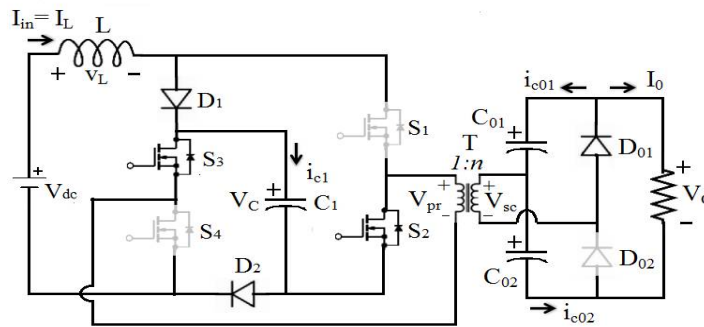 I_in= I_L
L
+ v_L -
D_1
S_1
i_c01
I_0
C_01
+
T
1:n
D_01
S_3
i_c1
+
V_dc
+
V_C
C_1
+
V_pr
-
+
V_sc
-
+
V_o
-
S_4
S_2
+
C_02
D_02
D_2
i_c02